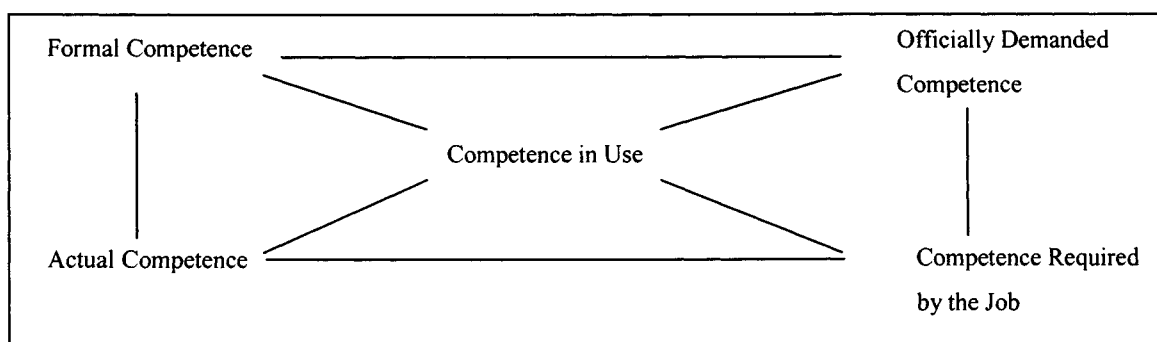 Formal Competence
Officially Demanded
Competence
Competence in Use
Actual Competence
Competence Required
by the Job